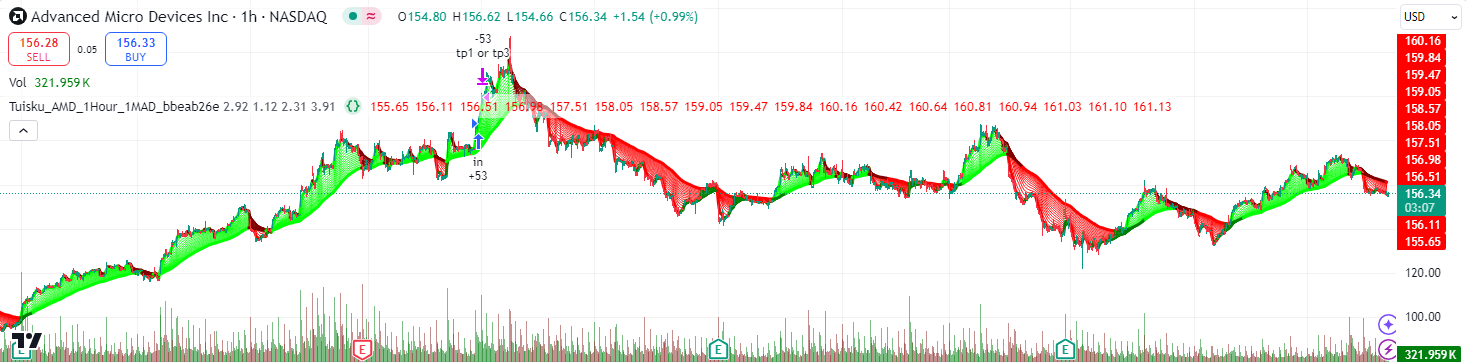 Advanced Micro Devices Inc · 1h · NASDAQ O154.80 H156.62 L154.66 C156.34 +1.54 (+0.99%)
USD
156.28
SELL
0.05
156.33
BUY
Vol 321.959 K
Tuisku_AMD_1Hour_1MAD_bbeab26e 2.92 1.12 2.31 3.91 {} 155.65 156.11 156.51 156.98 157.51 158.05 158.57 159.05 159.47 159.84 160.16 160.42 160.64 160.81 160.94 161.03 161.10 161.13
-53
tp1 or tp3
in
+53
160.16
159.84
159.47
159.05
158.57
158.05
157.51
156.98
156.51
156.34
03:07
156.11
155.65
120.00
100.00
321.959 K
E
E
E